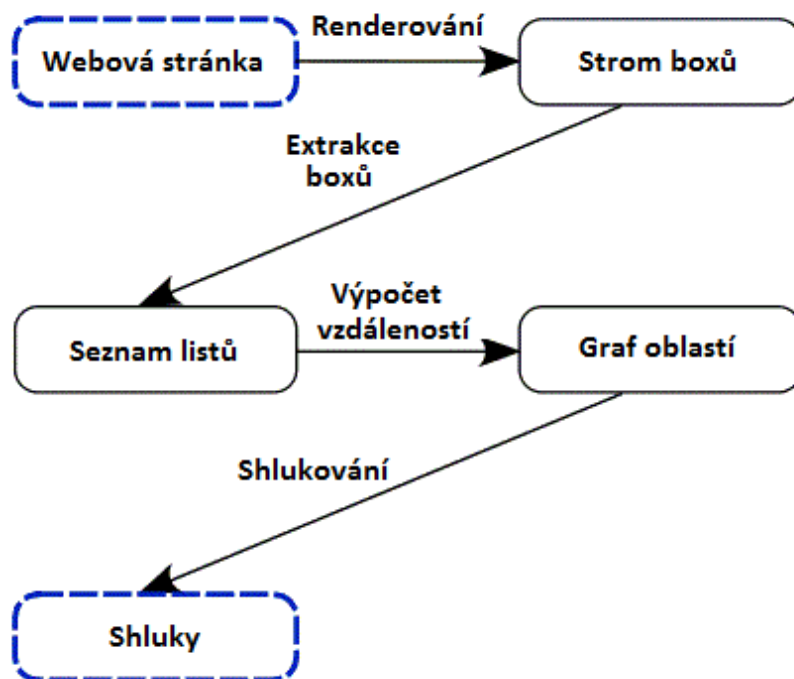 Webová stránka
Renderování
Strom boxů
Extrakce
boxů
Seznam listů
Výpočet
vzdáleností
Graf oblastí
Shlukování
Shluky